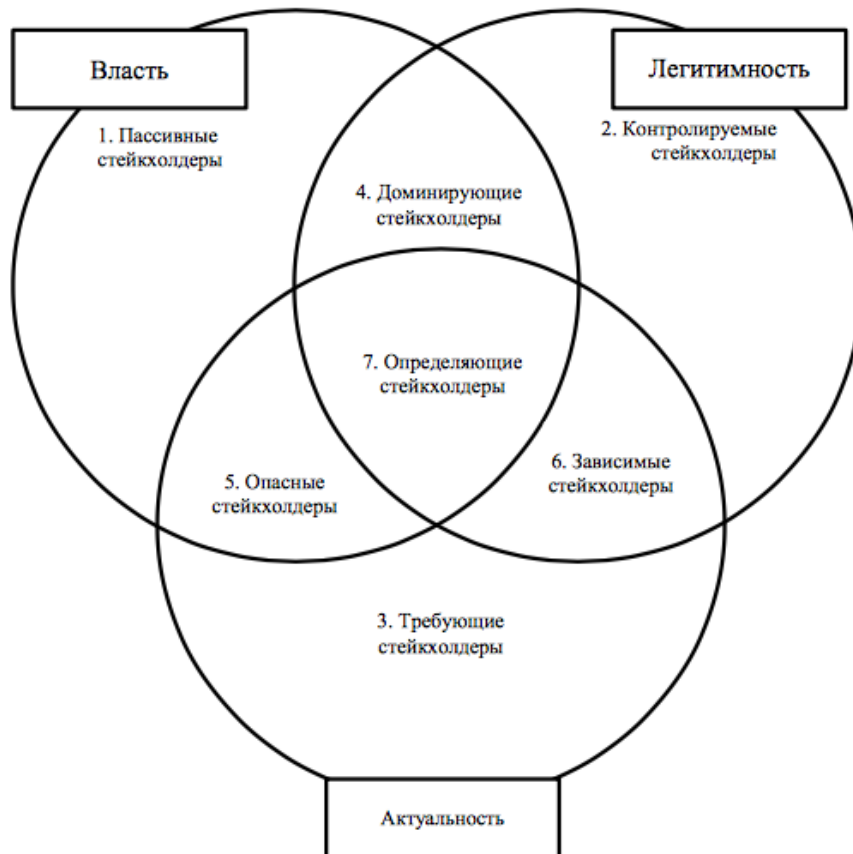 Власть
Легитимность
1. Пассивные
стейкхолдеры
2. Контролируемые
стейкхолдеры
4. Доминирующие
стейкхолдеры
7. Определяющие
стейкхолдеры
5. Опасные
стейкхолдеры
6. Зависимые
стейкхолдеры
3. Требующие
стейкхолдеры
Актуальность